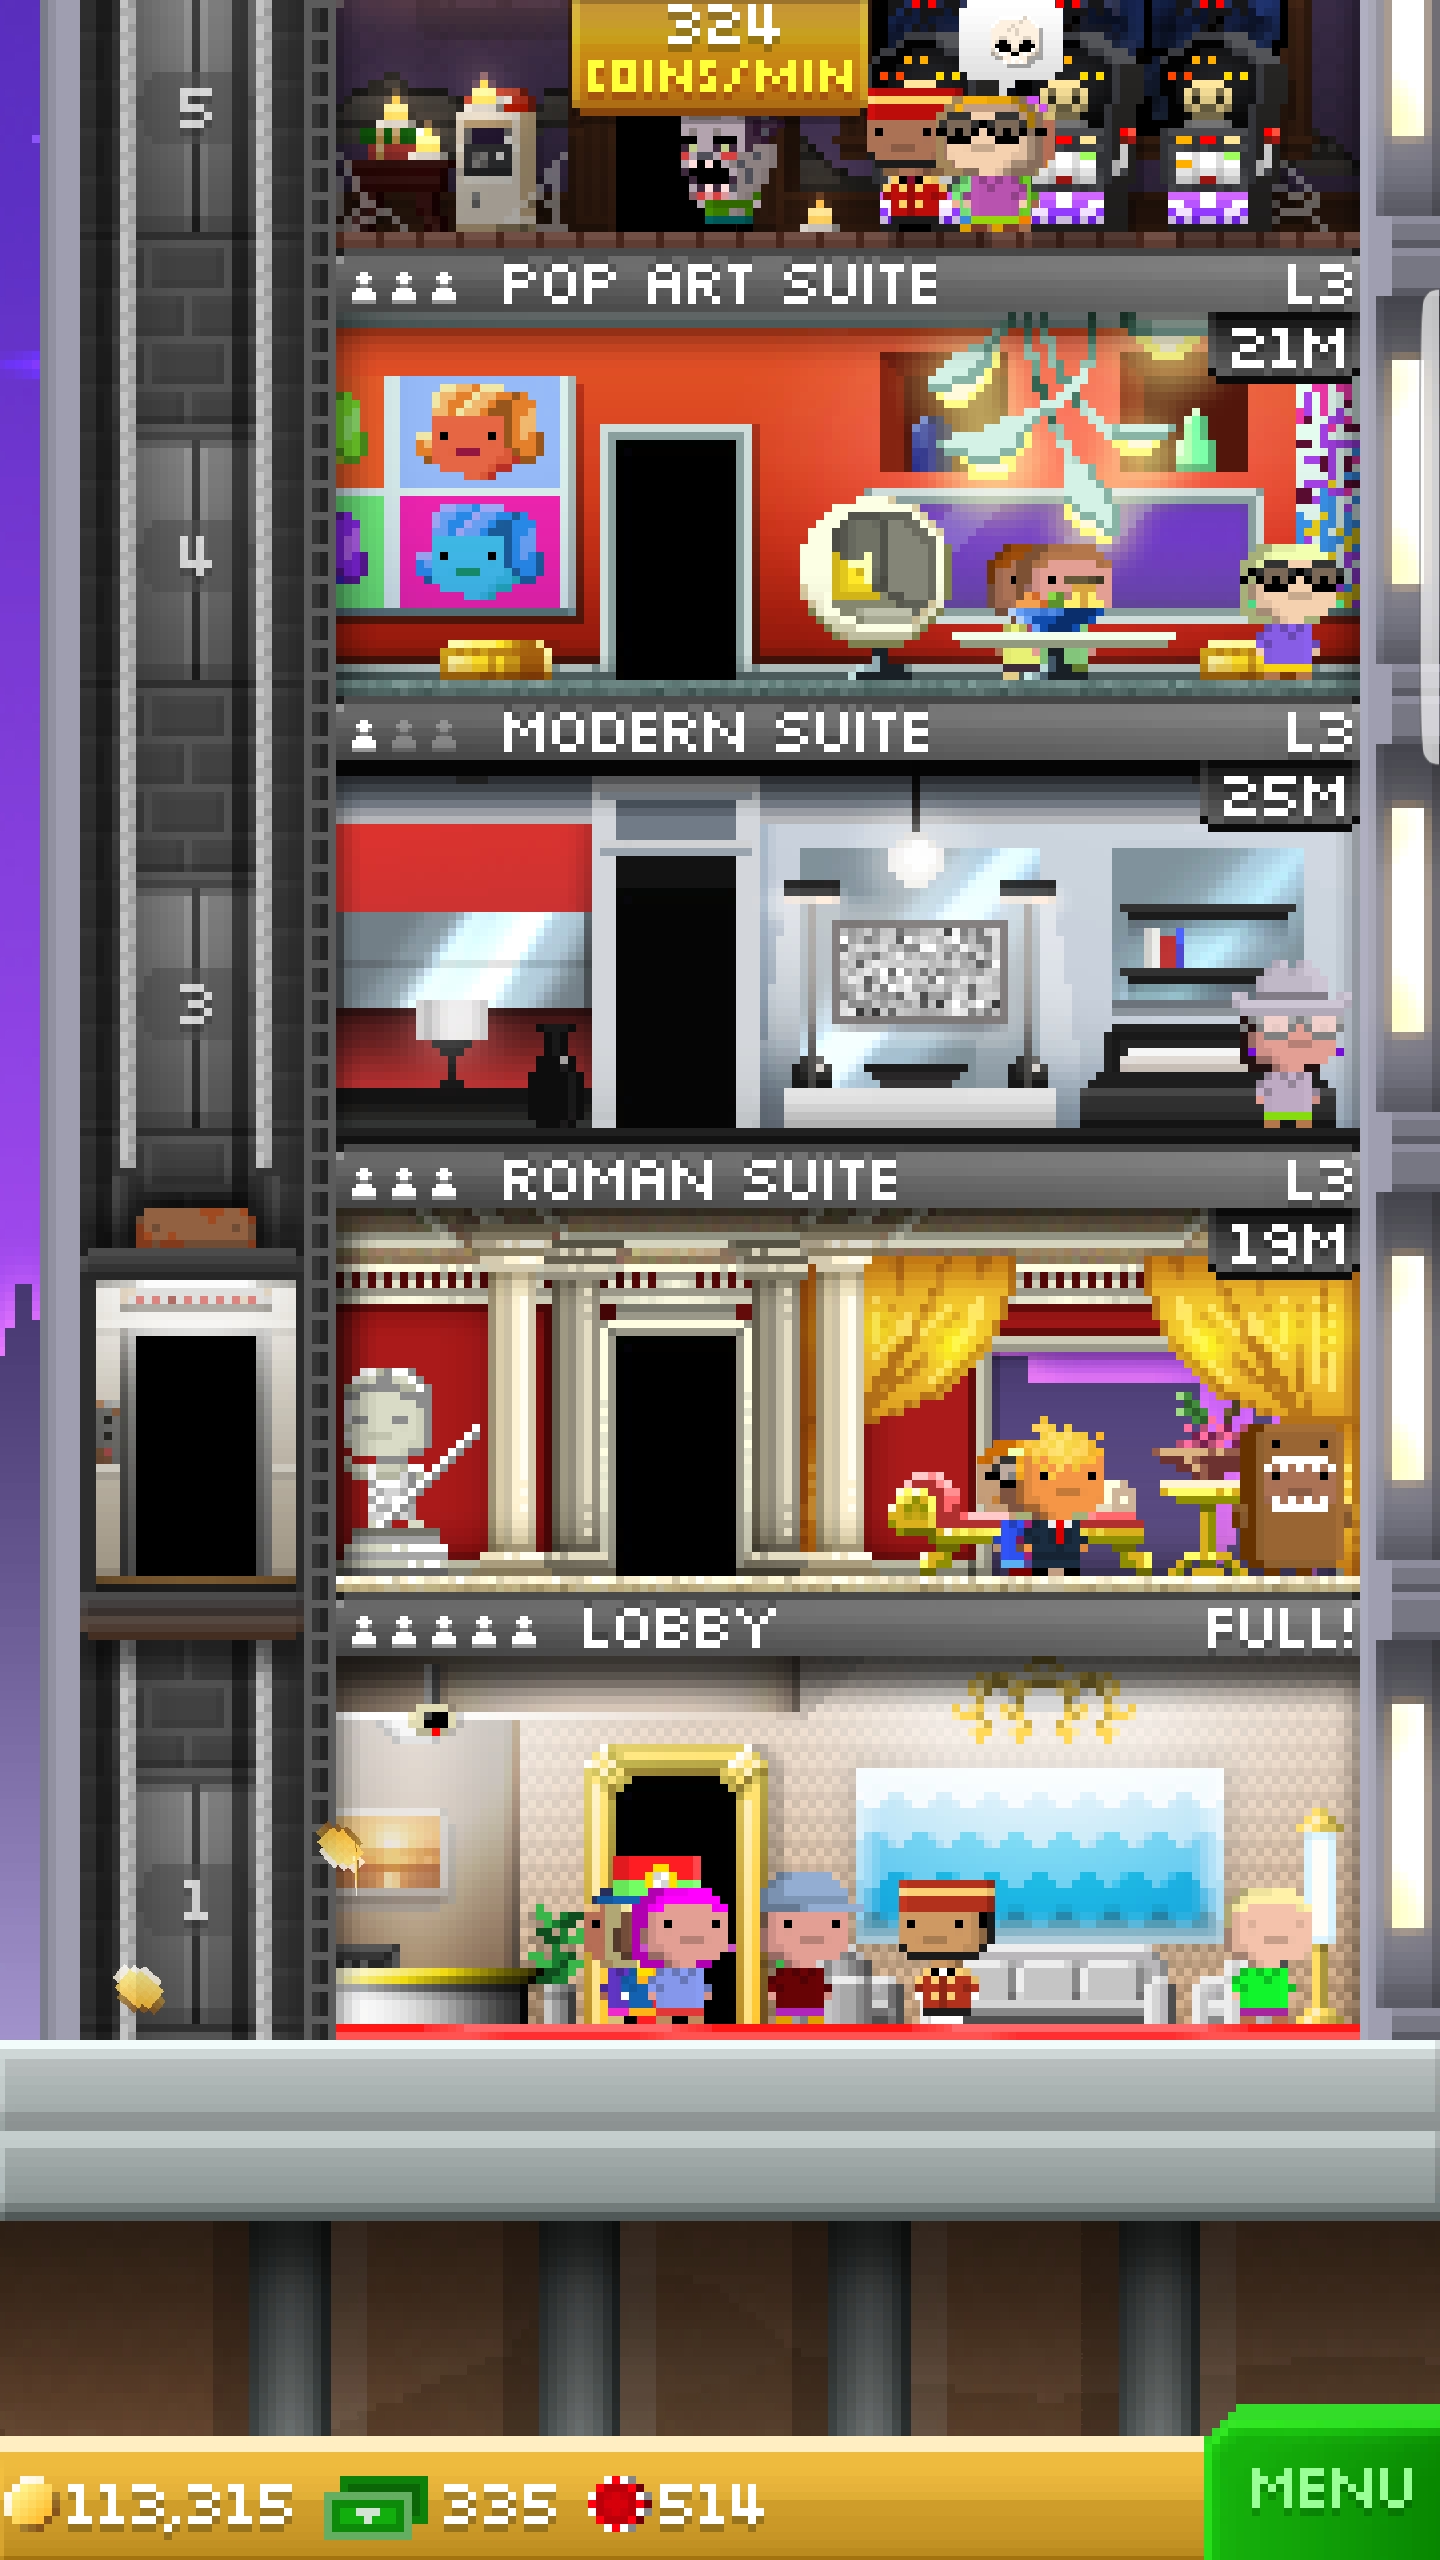 324
COINS/MIN
5
POP ART SUITE L3
21M
4
MODERN SUITE L3
25M
3
ROMAN SUITE L3
19M
LOBBY FULL!
1
113,315 335 514
MENU